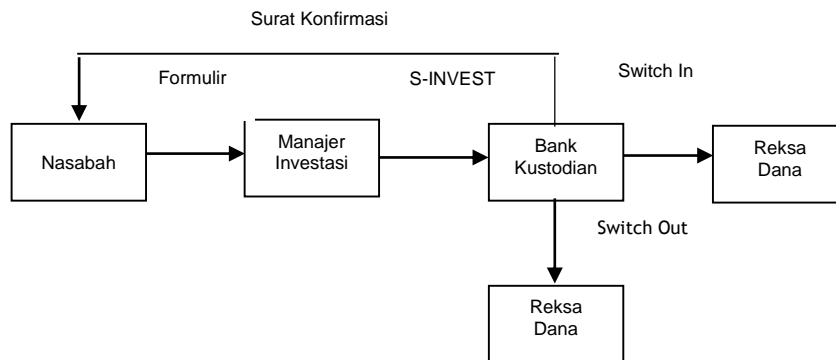 Surat Konfirmasi
Formulir
S-INVEST
Switch In
Nasabah
Manajer
Investasi
Bank
Kustodian
Reksa
Dana
Switch Out
Reksa
Dana